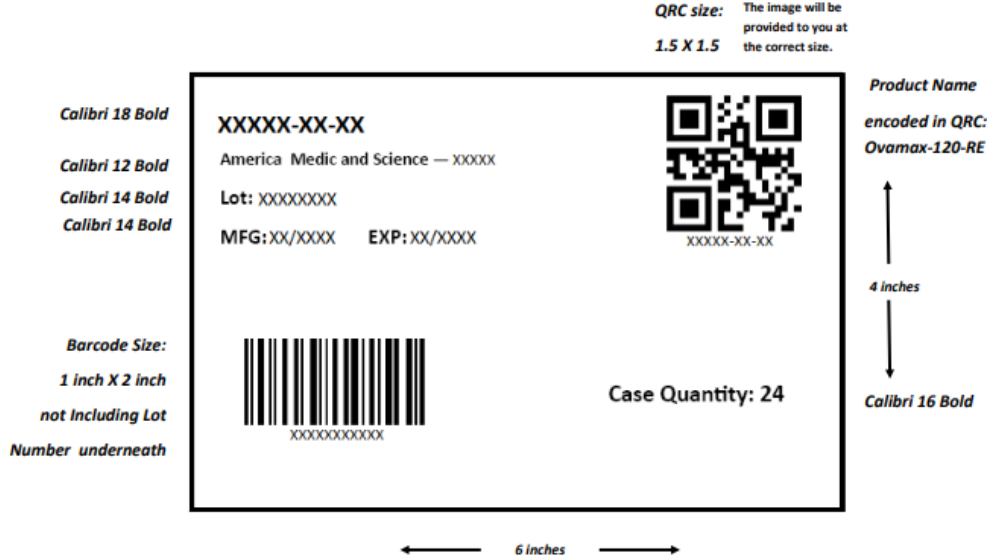 QRC size:
1.5 X 1.5
The image will be
provided to you at
the correct size.
Calibri 18 Bold
Calibri 12 Bold
Calibri 14 Bold
Calibri 14 Bold
XXXXX-XX-XX
America Medic and Science — XXXXX
Lot: XXXXXXXX
MFG:XX/XXXX EXP:XX/XXXX
XXXXX-XX-XX
Product Name
encoded in QRC:
Ovamax-120-RE
4 inches
Barcode Size:
1 inch X 2 inch
not Including Lot
Number underneath
XXXXXXXXXXX
Case Quantity: 24
Calibri 16 Bold
6 inches